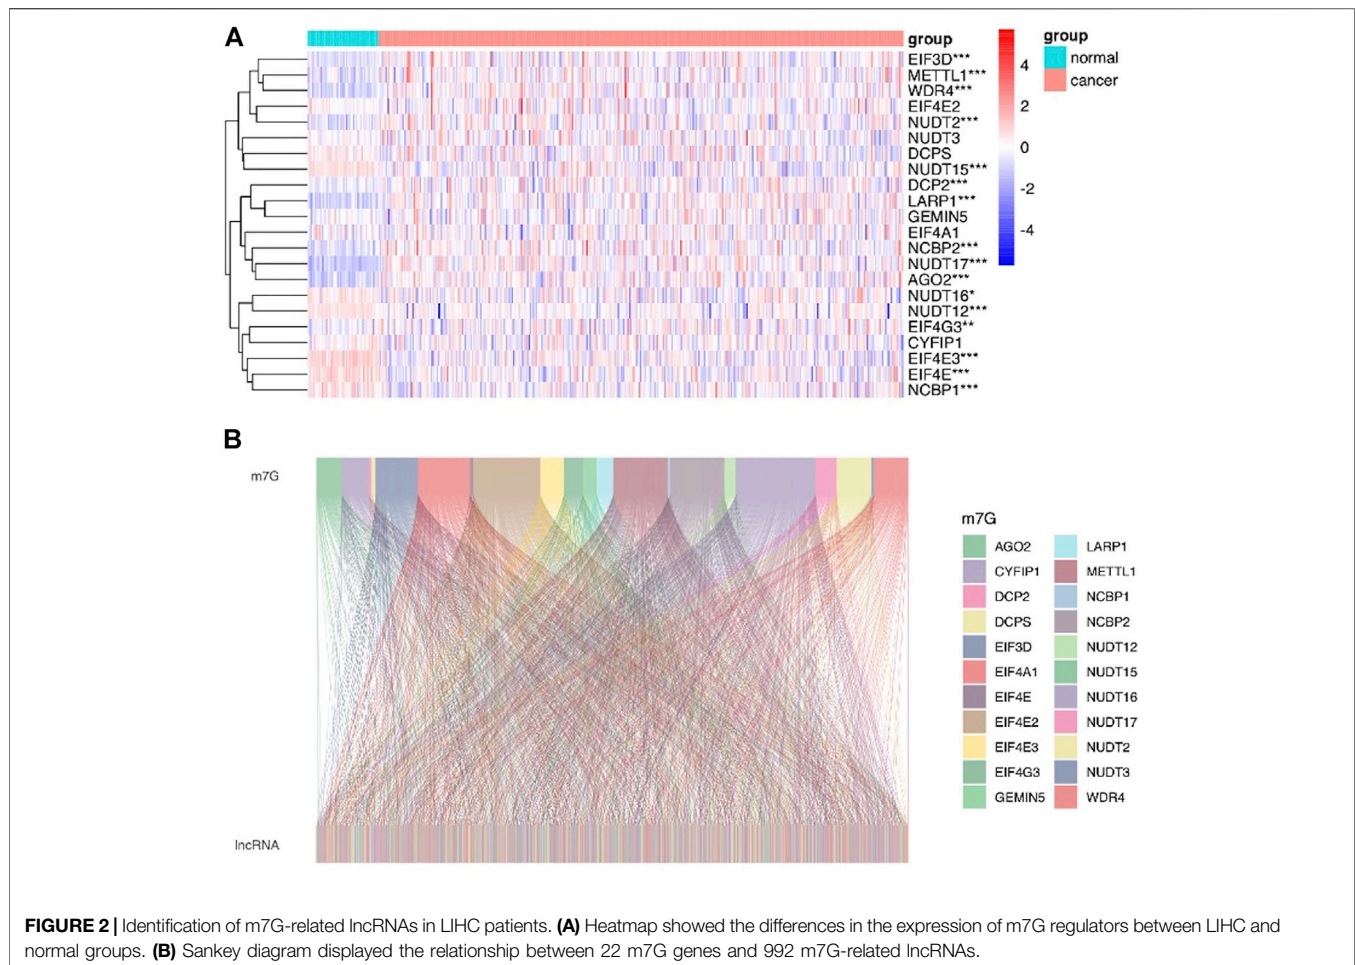 A
group
EIF3D***
METTL1***
WDR4***
EIF4E2
NUDT2***
NUDT3
DCPS
NUDT15***
DCP2***
LARP1***
GEMIN5
EIF4A1
NCBP2***
NUDT17***
AGO2***
NUDT16*
NUDT12***
EIF4G3**
CYFIP1
EIF4E3***
EIF4E***
NCBP1***
4
2
0
-2
-4
group
normal
cancer
B
m7G
lncRNA
m7G
AGO2 LARP1
CYFIP1 METTL1
DCP2 NCBP1
DCPS NCBP2
EIF3D NUDT12
EIF4A1 NUDT15
EIF4E NUDT16
EIF4E2 NUDT17
EIF4E3 NUDT2
EIF4G3 NUDT3
GEMIN5 WDR4
FIGURE 2 | Identification of m7G-related lncRNAs in LIHC patients. (A) Heatmap showed the differences in the expression of m7G regulators between LIHC and
normal groups. (B) Sankey diagram displayed the relationship between 22 m7G genes and 992 m7G-related lncRNAs.